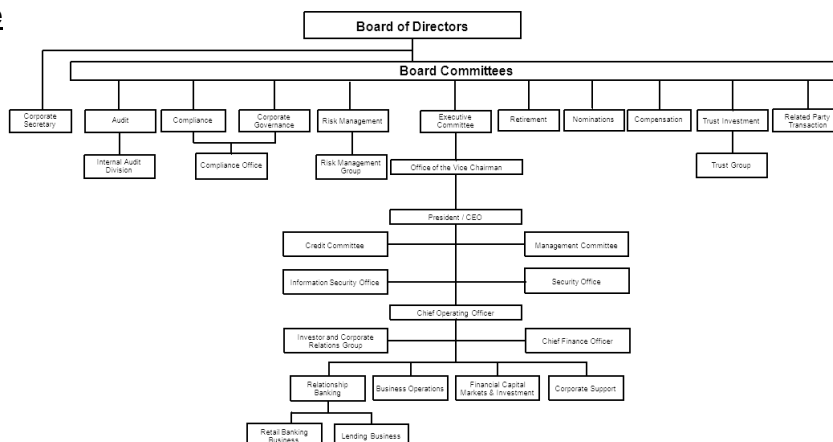 e
Board of Directors
Board Committees
Corporate
Secretary
Audit
Compliance
Corporate
Governance
Risk Management
Executive
Committee
Retirement
Nominations
Compensation
Trust Investment
Related Party
Transaction
Internal Audit
Division
Compliance Office
Risk Management
Group
Office of the Vice Chairman
Trust Group
President / CEO
Credit Committee
Management Committee
Information Security Office
Security Office
Chief Operating Officer
Investor and Corporate
Relations Group
Chief Finance Officer
Relationship
Banking
Business Operations
Financial Capital
Markets & Investment
Corporate Support
Retail Banking
Business
Lending Business